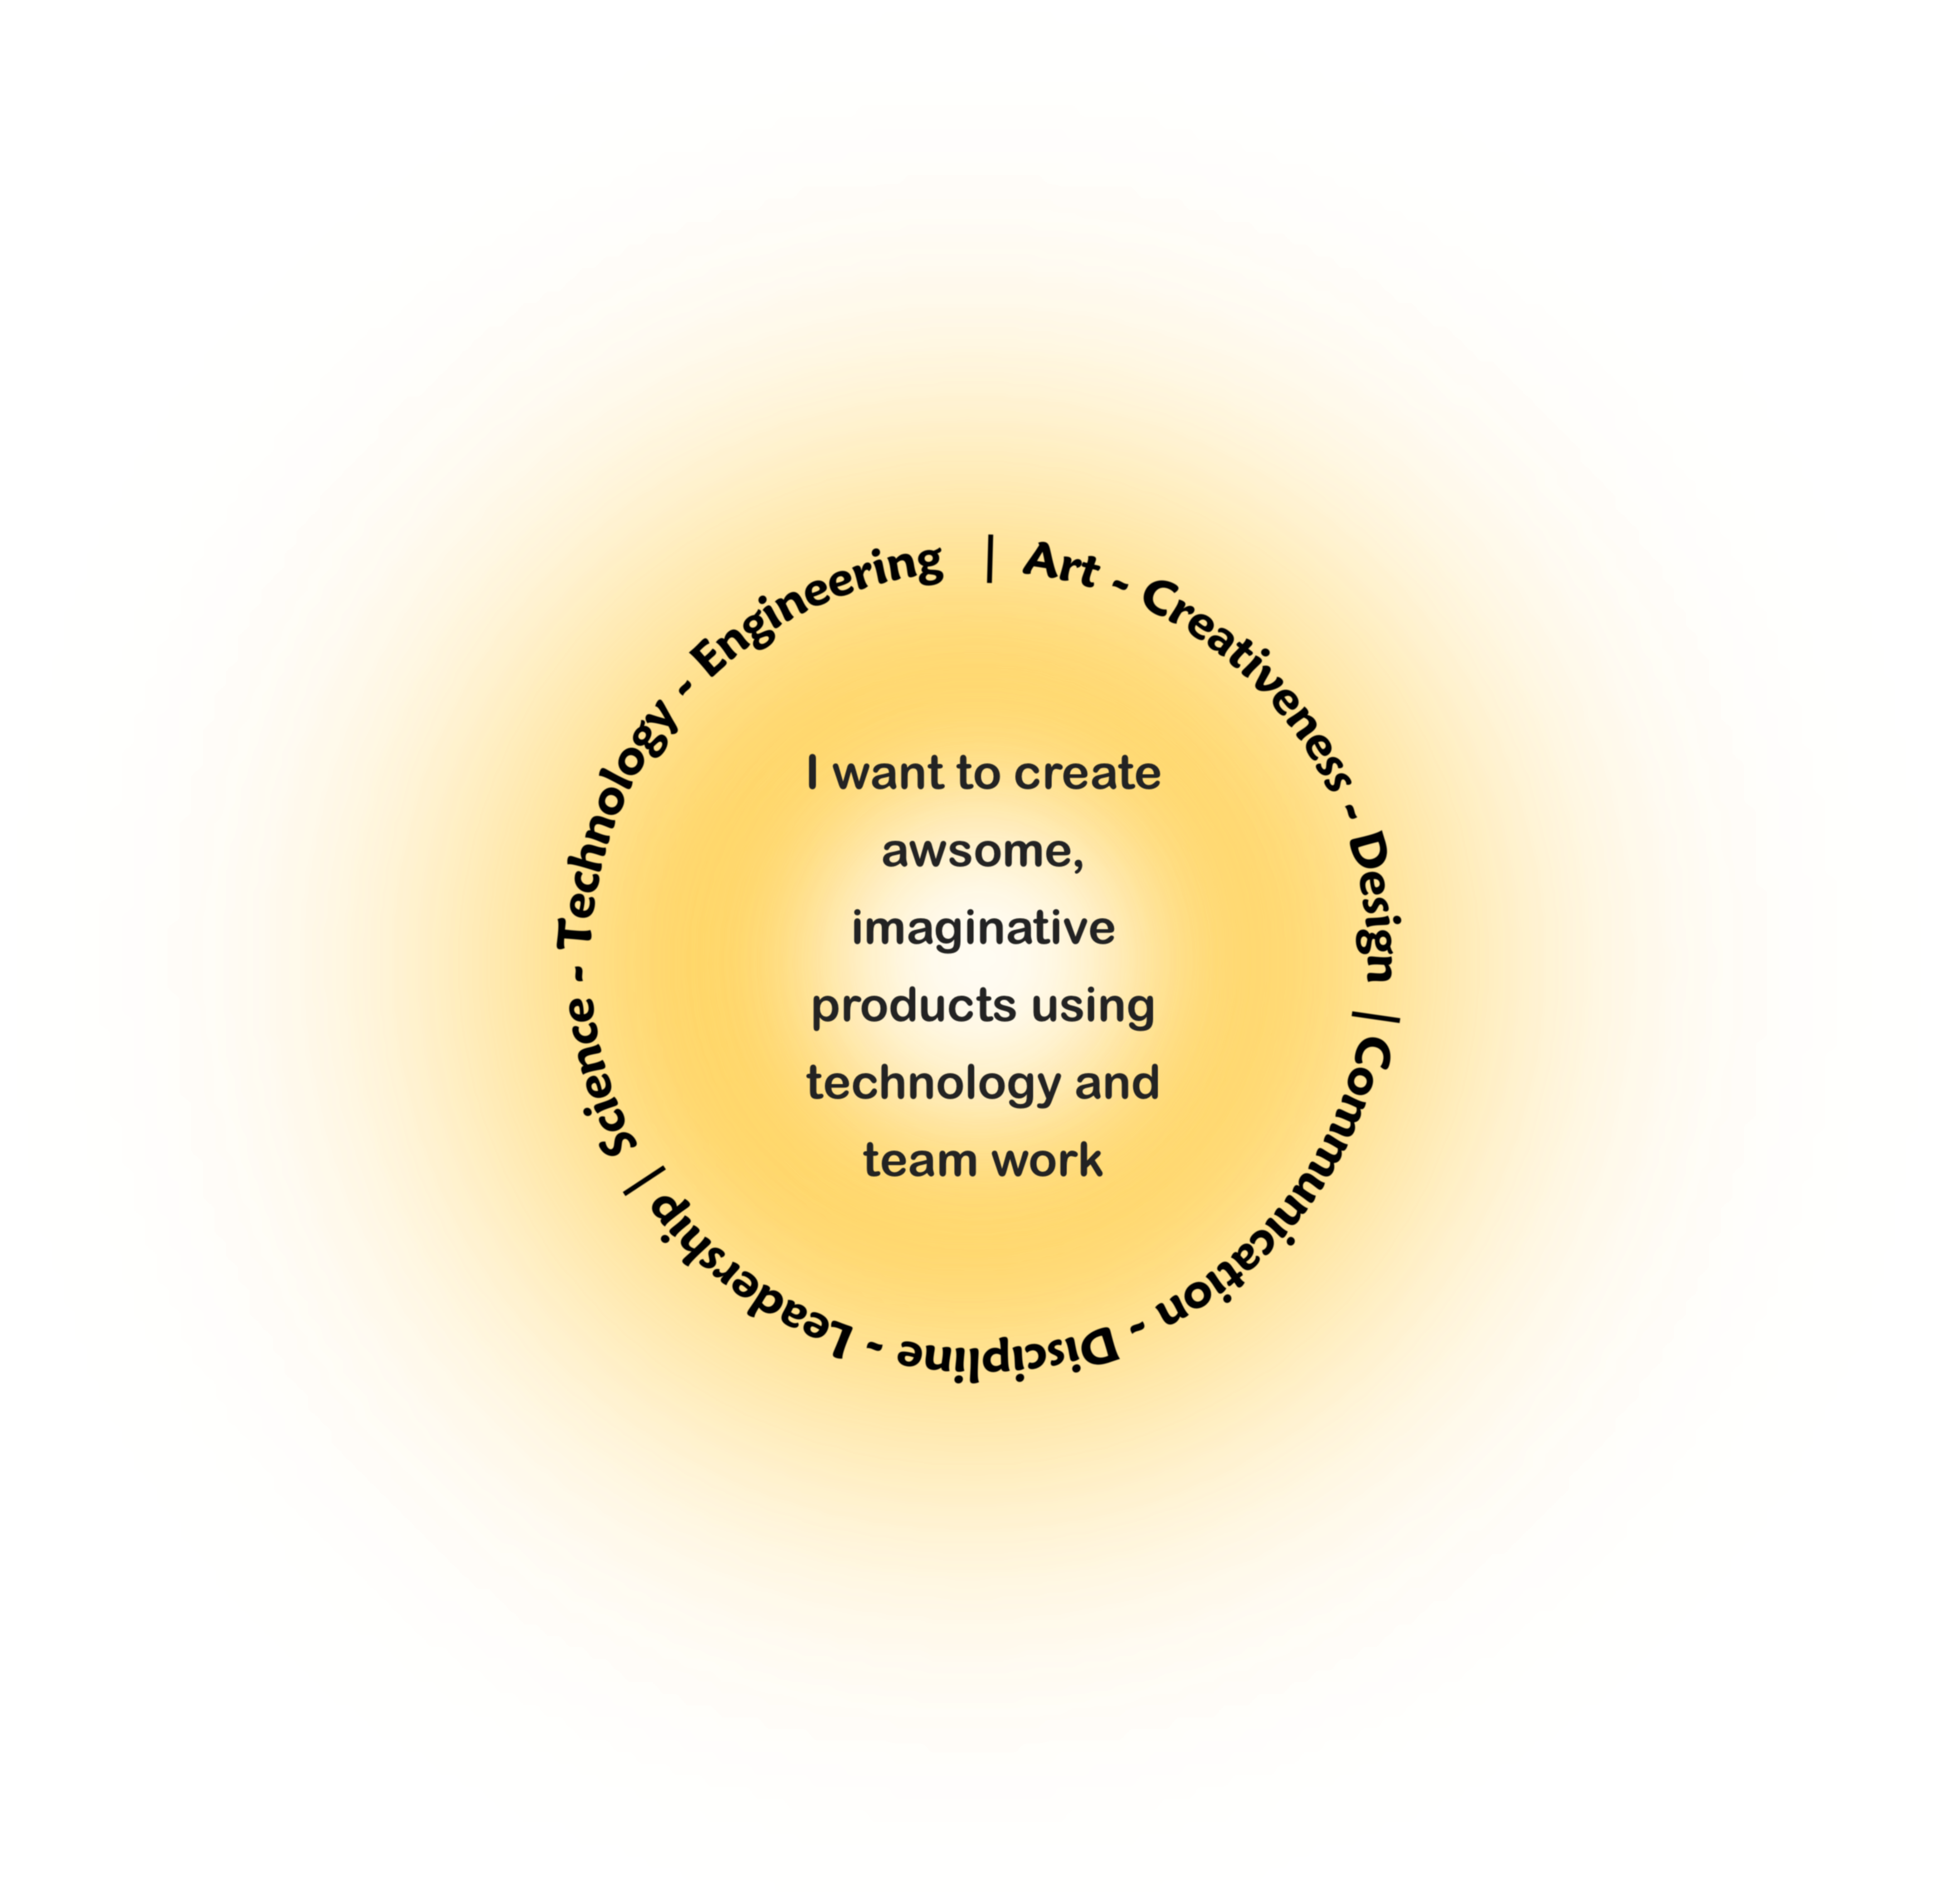 | Art - Creativeness - Design | Communication - Discipline - Leadership | Science - Technology - Engineering
I want to create
awsome,
imaginative
products using
technology and
team work